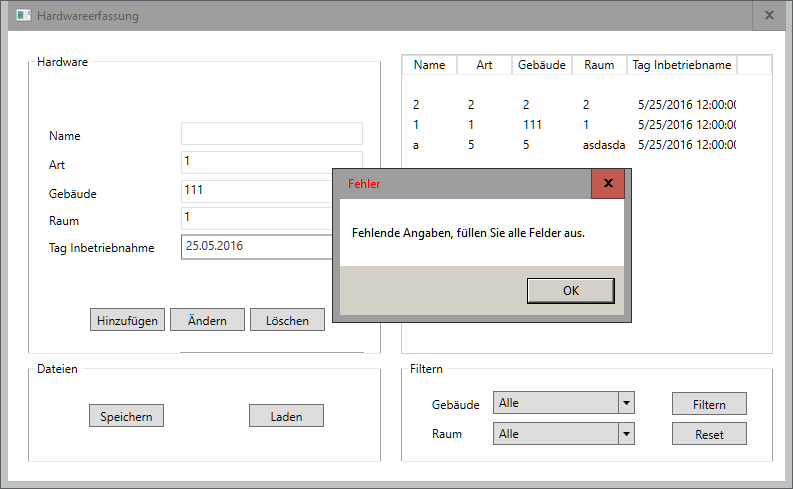 Hardwareerfassung
Hardware
Name
Art 1
Gebäude 111
Raum 1
Tag Inbetriebnahme 25.05.2016
Hinzufügen Ändern Löschen
Name Art Gebäude Raum Tag Inbetriebname
2 2 2 2 5/25/2016 12:00:00
1 1 111 1 5/25/2016 12:00:00
a 5 5 asdasda 5/25/2016 12:00:00
Fehler
Fehlende Angaben, füllen Sie alle Felder aus.
OK
Dateien
Speichern Laden
Filtern
Gebäude Alle Filtern
Raum Alle Reset